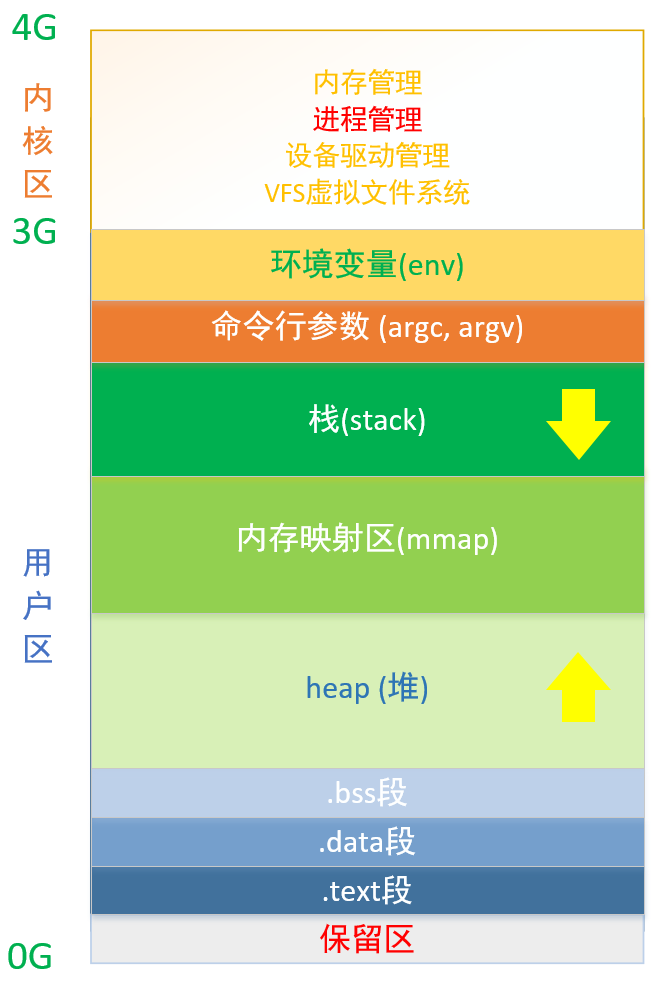 4G
内核区
内存管理
进程管理
设备驱动管理
VFS虚拟文件系统
3G
环境变量(env)
命令行参数 (argc, argv)
栈(stack)
内存映射区(mmap)
用户区
heap (堆)
.bss段
.data段
.text段
保留区
0G